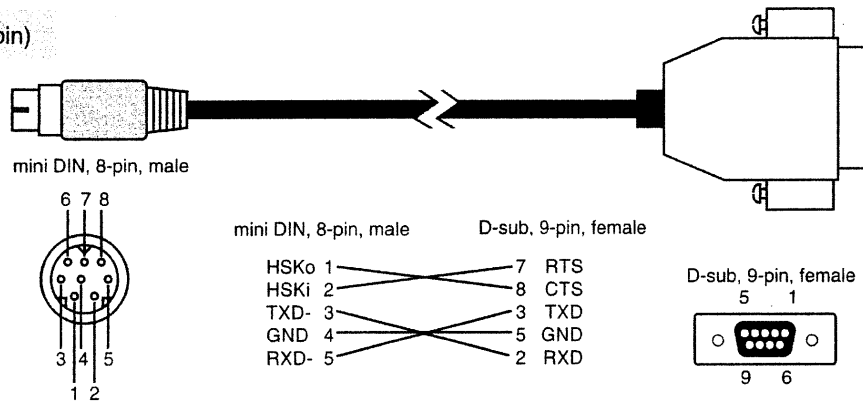 pin)
mini DIN, 8-pin, male
6 7 8
3 4 5
1 2
mini DIN, 8-pin, male D-sub, 9-pin, female
HSKo 1 7 RTS
HSKi 2 8 CTS
TXD- 3 3 TXD
GND 4 5 GND
RXD- 5 2 RXD
D-sub, 9-pin, female
5 1
9 6